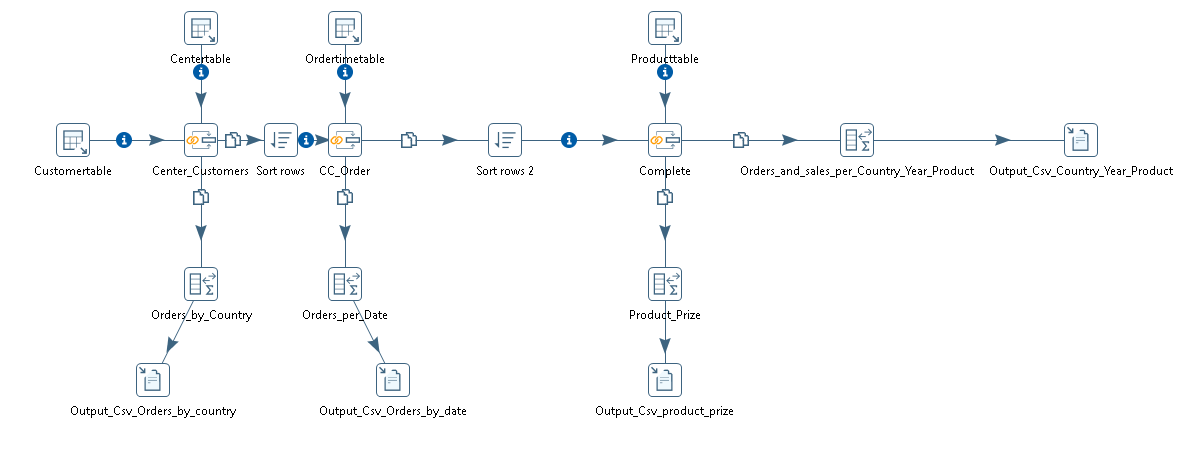 Centertable
Ordertimetable
Producttable
Customertable
Center_Customers
Sort rows
CC_Order
Sort rows 2
Complete
Orders_and_sales_per_Country_Year_Product
Output_Csv_Country_Year_Product
Orders_by_Country
Orders_per_Date
Product_Prize
Output_Csv_Orders_by_country
Output_Csv_Orders_by_date
Output_Csv_product_prize